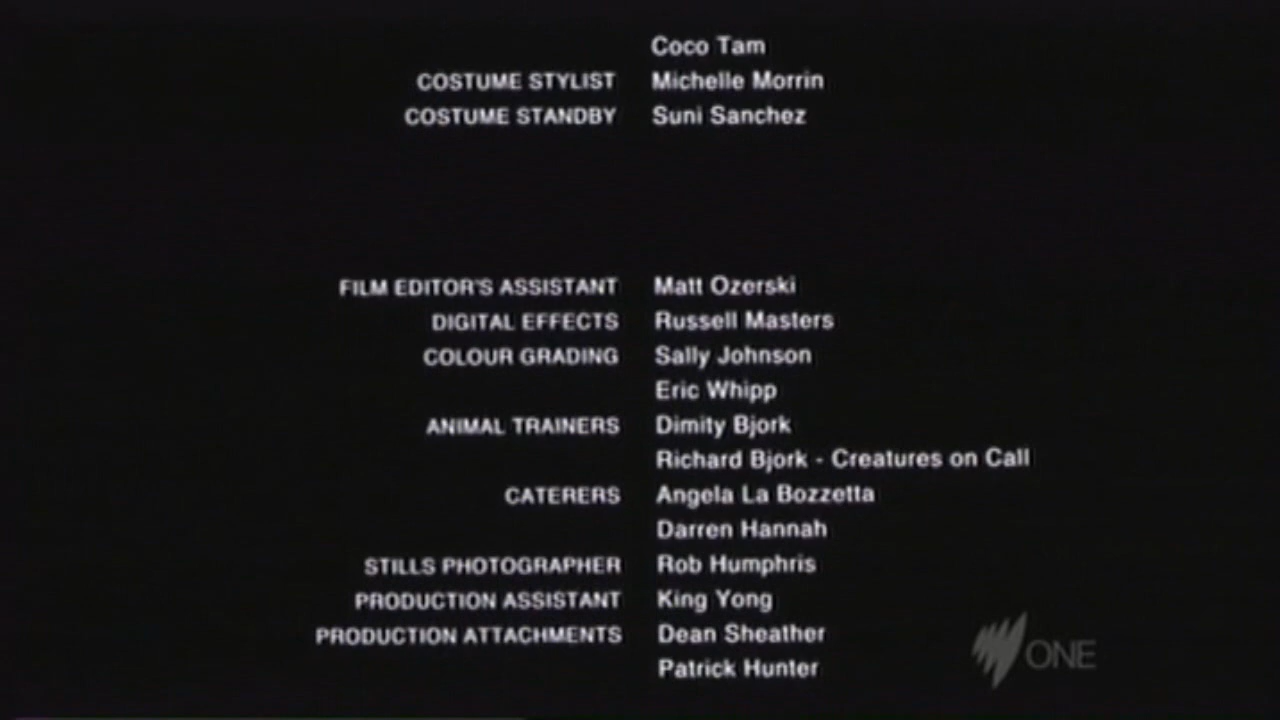 Coco Tam
COSTUME STYLIST Michelle Morrin
COSTUME STANDBY Suni Sanchez
FILM EDITOR'S ASSISTANT Matt Ozerski
DIGITAL EFFECTS Russell Masters
COLOUR GRADING Sally Johnson
Eric Whipp
ANIMAL TRAINERS Dimity Bjork
Richard Bjork - Creatures on Call
CATERERS Angela La Bozzetta
Darren Hannah
STILLS PHOTOGRAPHER Rob Humphris
PRODUCTION ASSISTANT King Yong
PRODUCTION ATTACHMENTS Dean Sheather
Patrick Hunter
ONE